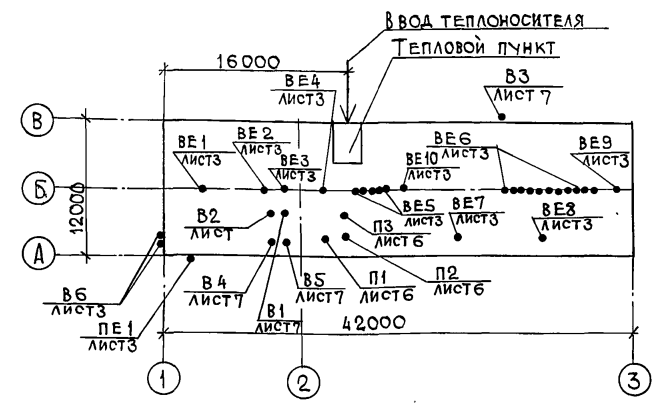 ВВОД ТЕПЛОНОСИТЕЛЯ
ТЕПЛОВОЙ ПУНКТ
16000
ВЕ4
ЛИСТ3
В3
ЛИСТ 7
В
ВЕ1
ЛИСТ3
ВЕ2
ЛИСТ3
ВЕ3
ЛИСТ3
ВЕ10
ЛИСТ3
ВЕ6
ЛИСТ3
ВЕ9
ЛИСТ3
Б
12000
В2
ЛИСТ
П3
ЛИСТ6
ВЕ5
ЛИСТ3
ВЕ7
ЛИСТ3
ВЕ8
ЛИСТ3
А
В4
ЛИСТ7
В5
ЛИСТ7
П1
ЛИСТ6
П2
ЛИСТ6
В6
ЛИСТ3
В1
ЛИСТ7
ПЕ1
ЛИСТ3
42000
1
2
3